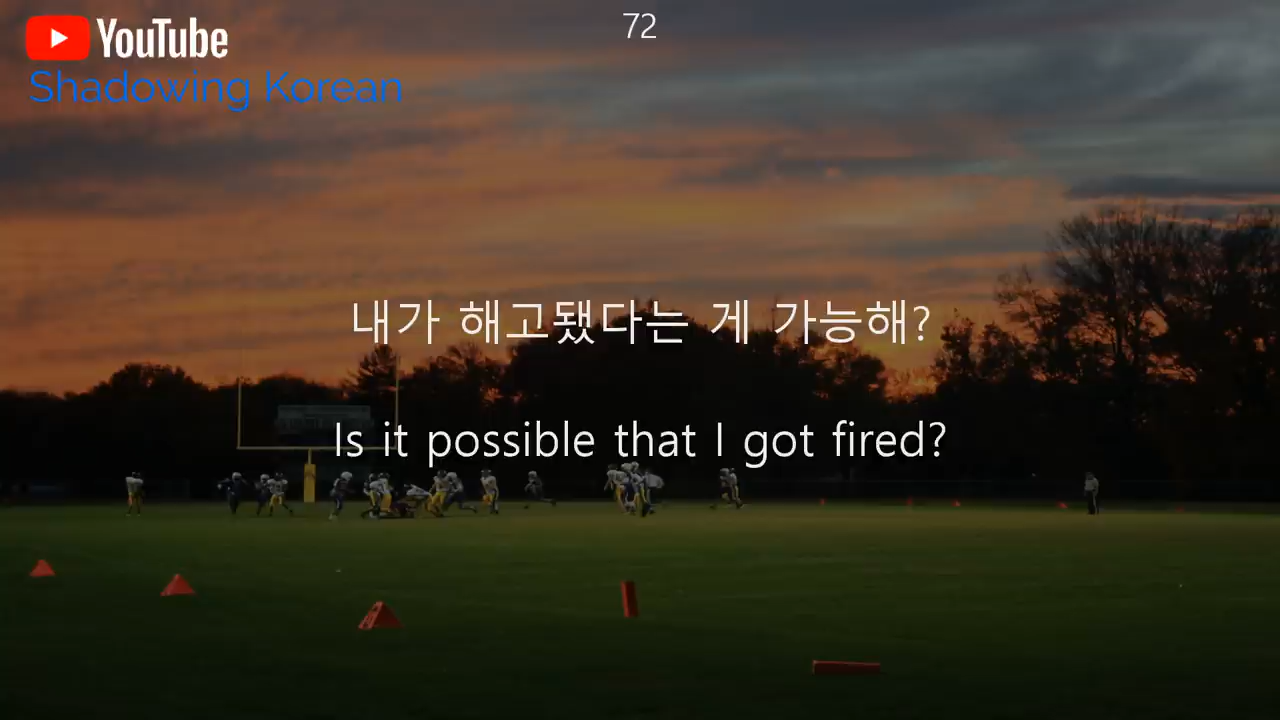 72
YouTube
Shadowing Korean
내가 해고됐다는 게 가능해?
Is it possible that I got fired?